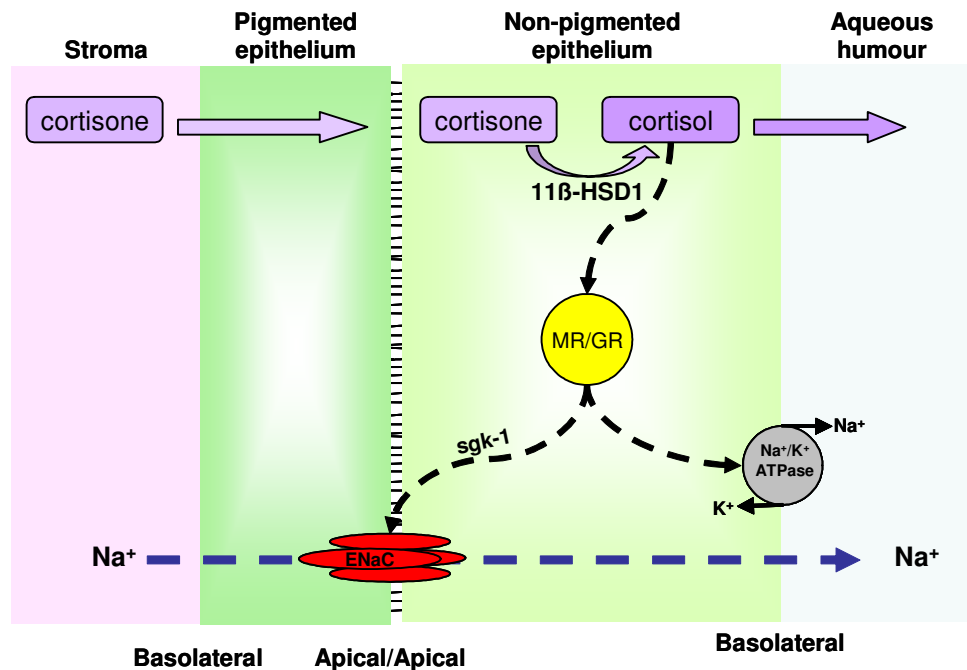 Stroma
Pigmented
epithelium
Non-pigmented
epithelium
Aqueous
humour
cortisone
cortisone
cortisol
11ß-HSD1
MR/GR
sgk-1
Na⁺/K⁺
ATPase
Na⁺
K⁺
Na⁺
ENaC
Na⁺
Basolateral
Apical/Apical
Basolateral